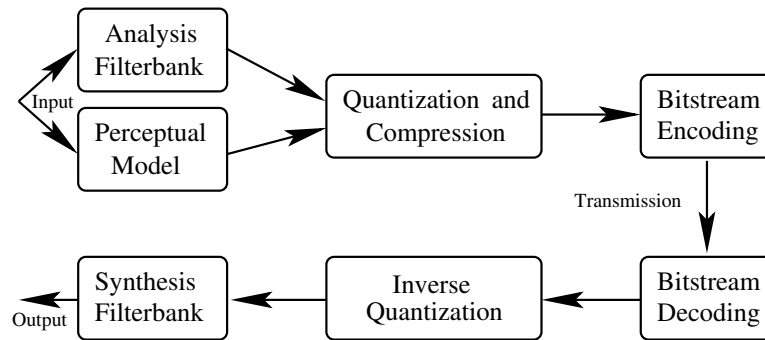 Analysis
Filterbank
Input
Perceptual
Model
Quantization and
Compression
Bitstream
Encoding
Transmission
Bitstream
Decoding
Inverse
Quantization
Synthesis
Filterbank
Output